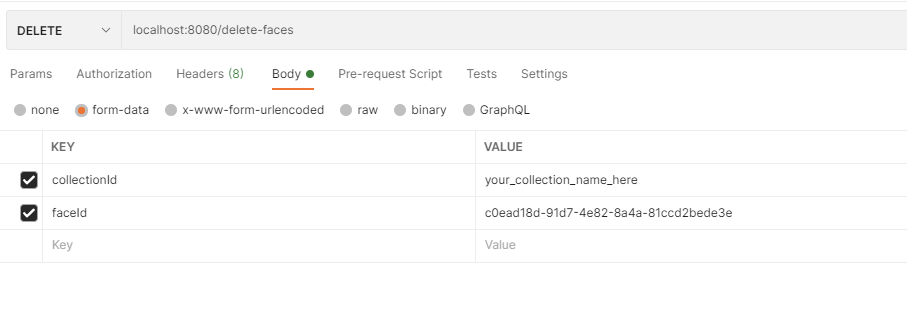 DELETE localhost:8080/delete-faces
Params Authorization Headers (8) Body Pre-request Script Tests Settings
none form-data x-www-form-urlencoded raw binary GraphQL
KEY VALUE
collectionId your_collection_name_here
faceId c0ead18d-91d7-4e82-8a4a-81ccd2bede3e
Key Value